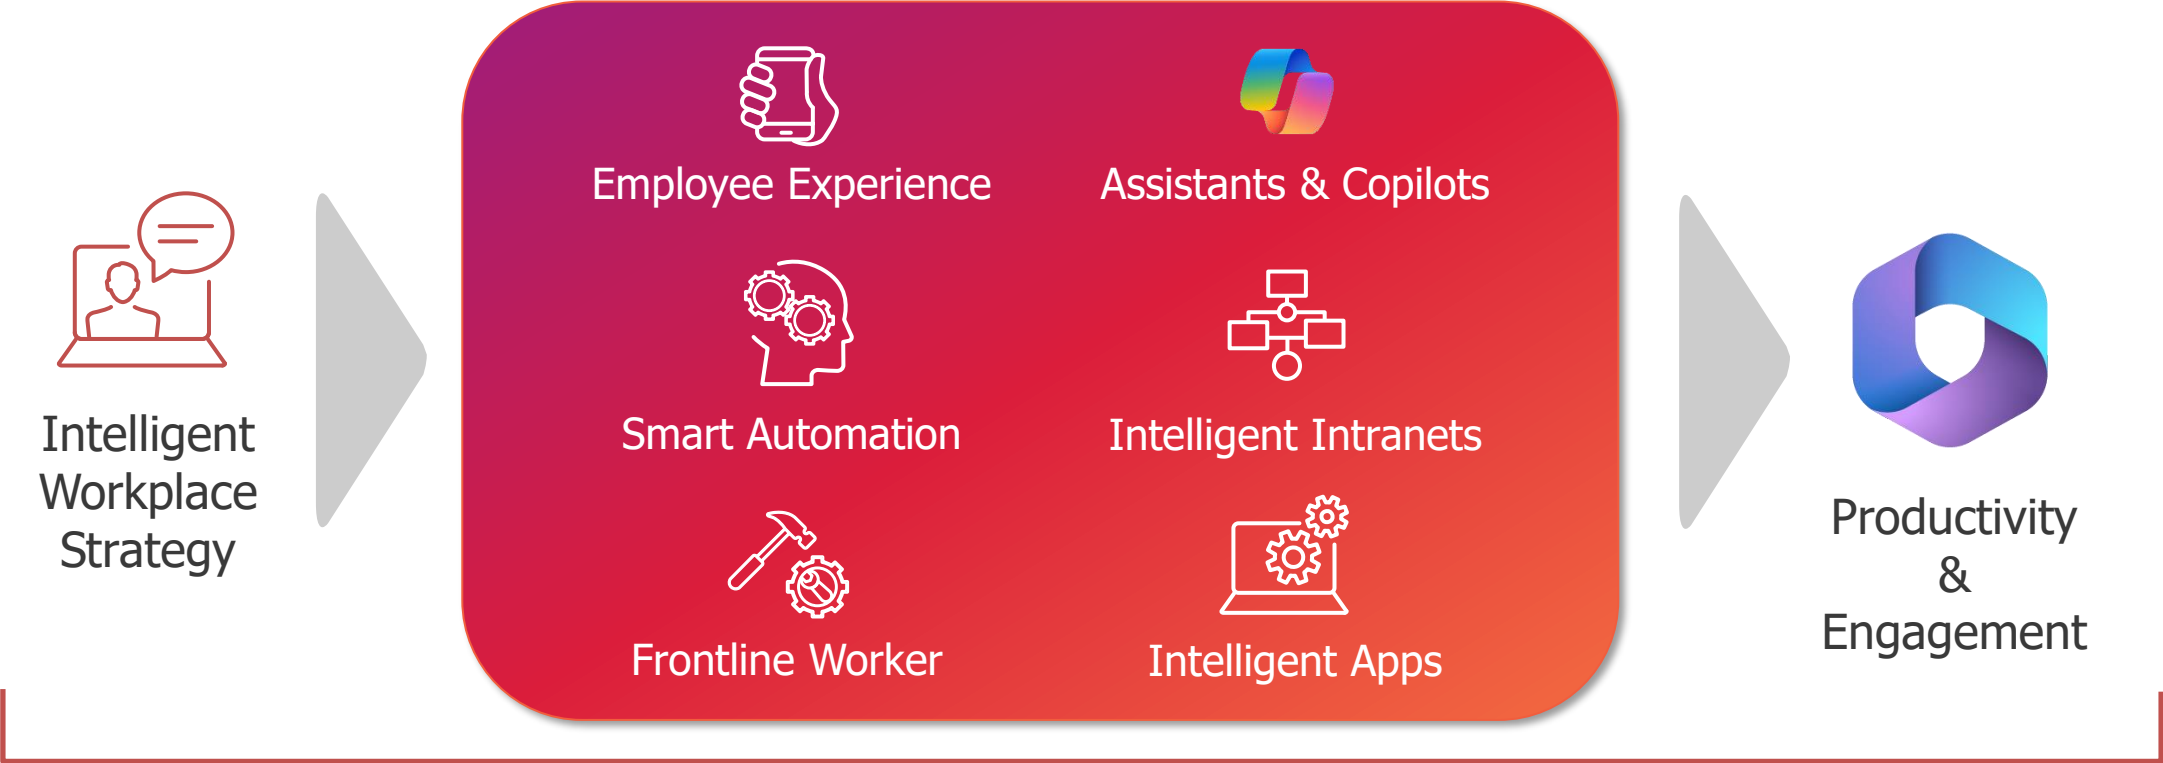 Intelligent
Workplace
Strategy
Employee Experience
Assistants & Copilots
Smart Automation
Intelligent Intranets
Frontline Worker
Intelligent Apps
Productivity
&
Engagement